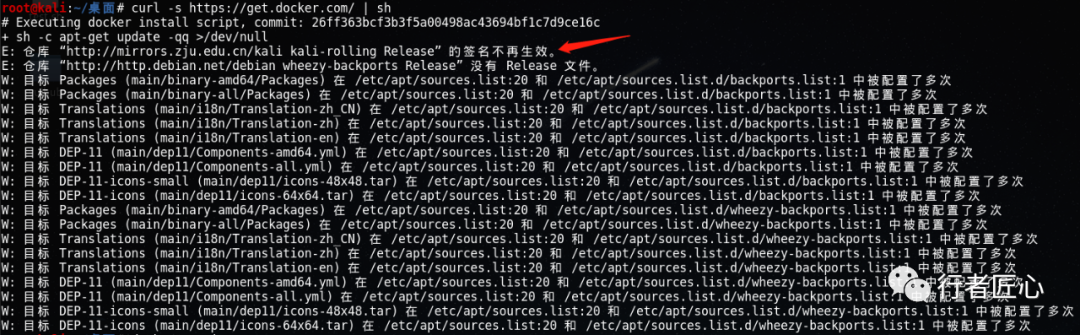 root@kali:~/桌面# curl -s https://get.docker.com/ | sh
# Executing docker install script, commit: 26ff363bcf3b3f5a00498ac43694bf1c7d9ce16c
+ sh -c apt-get update -qq >/dev/null
E: 仓库 “http://mirrors.zju.edu.cn/kali kali-rolling Release” 的签名不再生效。
E: 仓库 “http://http.debian.net/debian wheezy-backports Release” 没有 Release 文件。
W: 目标 Packages (main/binary-amd64/Packages) 在 /etc/apt/sources.list:20 和 /etc/apt/sources.list.d/backports.list:1 中被配置了多次
W: 目标 Packages (main/binary-all/Packages) 在 /etc/apt/sources.list:20 和 /etc/apt/sources.list.d/backports.list:1 中被配置了多次
W: 目标 Translations (main/i18n/Translation-zh_CN) 在 /etc/apt/sources.list:20 和 /etc/apt/sources.list.d/backports.list:1 中被配置了多次
W: 目标 Translations (main/i18n/Translation-zh) 在 /etc/apt/sources.list:20 和 /etc/apt/sources.list.d/backports.list:1 中被配置了多次
W: 目标 Translations (main/i18n/Translation-en) 在 /etc/apt/sources.list:20 和 /etc/apt/sources.list.d/backports.list:1 中被配置了多次
W: 目标 DEP-11 (main/dep11/Components-amd64.yml) 在 /etc/apt/sources.list:20 和 /etc/apt/sources.list.d/backports.list:1 中被配置了多次
W: 目标 DEP-11 (main/dep11/Components-all.yml) 在 /etc/apt/sources.list:20 和 /etc/apt/sources.list.d/backports.list:1 中被配置了多次
W: 目标 DEP-11-icons-small (main/dep11/icons-48x48.tar) 在 /etc/apt/sources.list:20 和 /etc/apt/sources.list.d/backports.list:1 中被配置了多次
W: 目标 DEP-11-icons (main/dep11/icons-64x64.tar) 在 /etc/apt/sources.list:20 和 /etc/apt/sources.list.d/backports.list:1 中被配置了多次
W: 目标 Packages (main/binary-amd64/Packages) 在 /etc/apt/sources.list:20 和 /etc/apt/sources.list.d/wheezy-backports.list:1 中被配置了多次
W: 目标 Packages (main/binary-all/Packages) 在 /etc/apt/sources.list:20 和 /etc/apt/sources.list.d/wheezy-backports.list:1 中被配置了多次
W: 目标 Translations (main/i18n/Translation-zh_CN) 在 /etc/apt/sources.list:20 和 /etc/apt/sources.list.d/wheezy-backports.list:1 中被配置了多次
W: 目标 Translations (main/i18n/Translation-zh) 在 /etc/apt/sources.list:20 和 /etc/apt/sources.list.d/wheezy-backports.list:1 中被配置了多次
W: 目标 Translations (main/i18n/Translation-en) 在 /etc/apt/sources.list:20 和 /etc/apt/sources.list.d/wheezy-backports.list:1 中被配置了多次
W: 目标 DEP-11 (main/dep11/Components-amd64.yml) 在 /etc/apt/sources.list:20 和 /etc/apt/sources.list.d/wheezy-backports.list:1 中被配置了多次
W: 目标 DEP-11 (main/dep11/Components-all.yml) 在 /etc/apt/sources.list:20 和 /etc/apt/sources.list.d/wheezy-backports.list:1 中被配置了多次
W: 目标 DEP-11-icons-small (main/dep11/icons-48x48.tar) 在 /etc/apt/sources.list:20 和 /etc/apt/sources.list.d/wheezy-backports.list:1 中被配置了多次
W: 目标 DEP-11-icons (main/dep11/icons-64x64.tar) 在 /etc/apt/sources.list:20 和 /etc/apt/sources.list.d/wheezy-backports.list:1 中被配置了多次
行者匠心